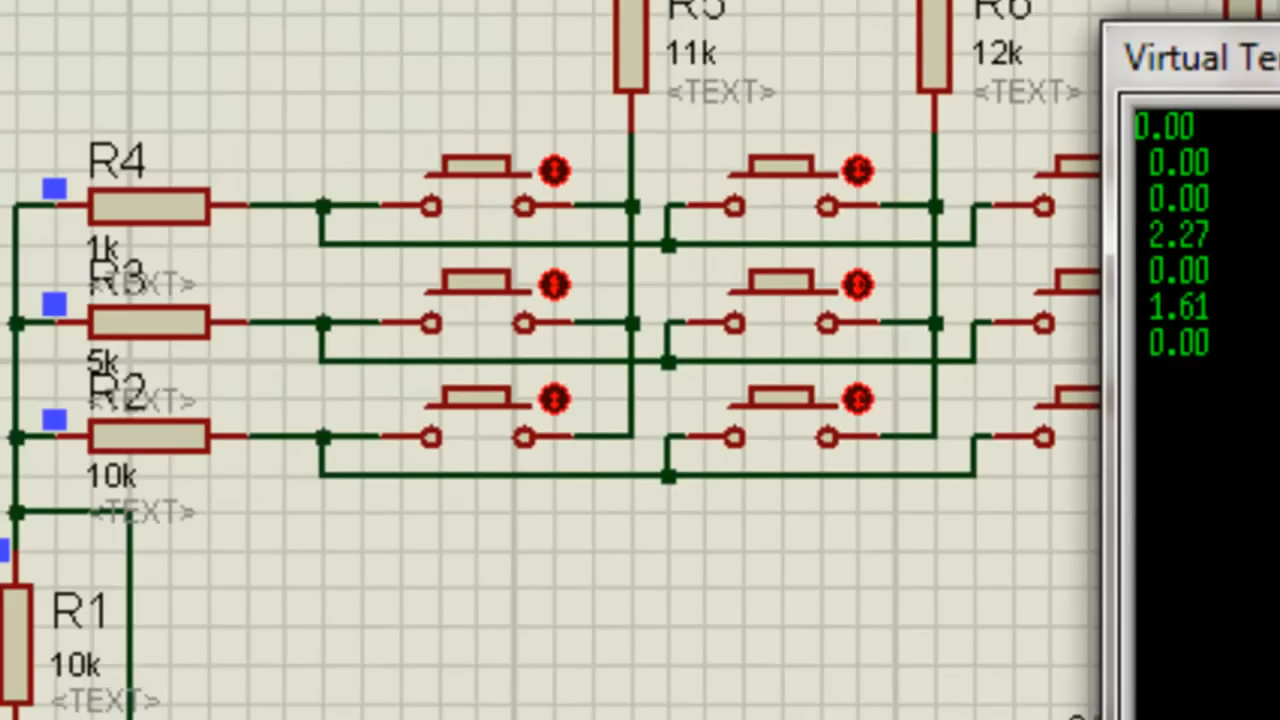 R5
R6
11k
12k
<TEXT>
<TEXT>
Virtual Te
0.00
0.00
0.00
2.27
0.00
1.61
0.00
R4
1k
<TEXT>
R3
5k
<TEXT>
R2
10k
<TEXT>
R1
10k
<TEXT>